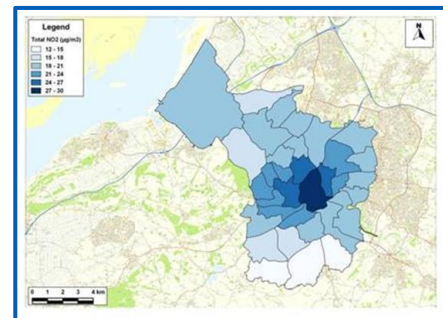 Legend
Total NO2 (µg/m3)
12 - 15
15 - 18
18 - 21
21 - 24
24 - 27
27 - 30
N
0 1 2 3 4 km